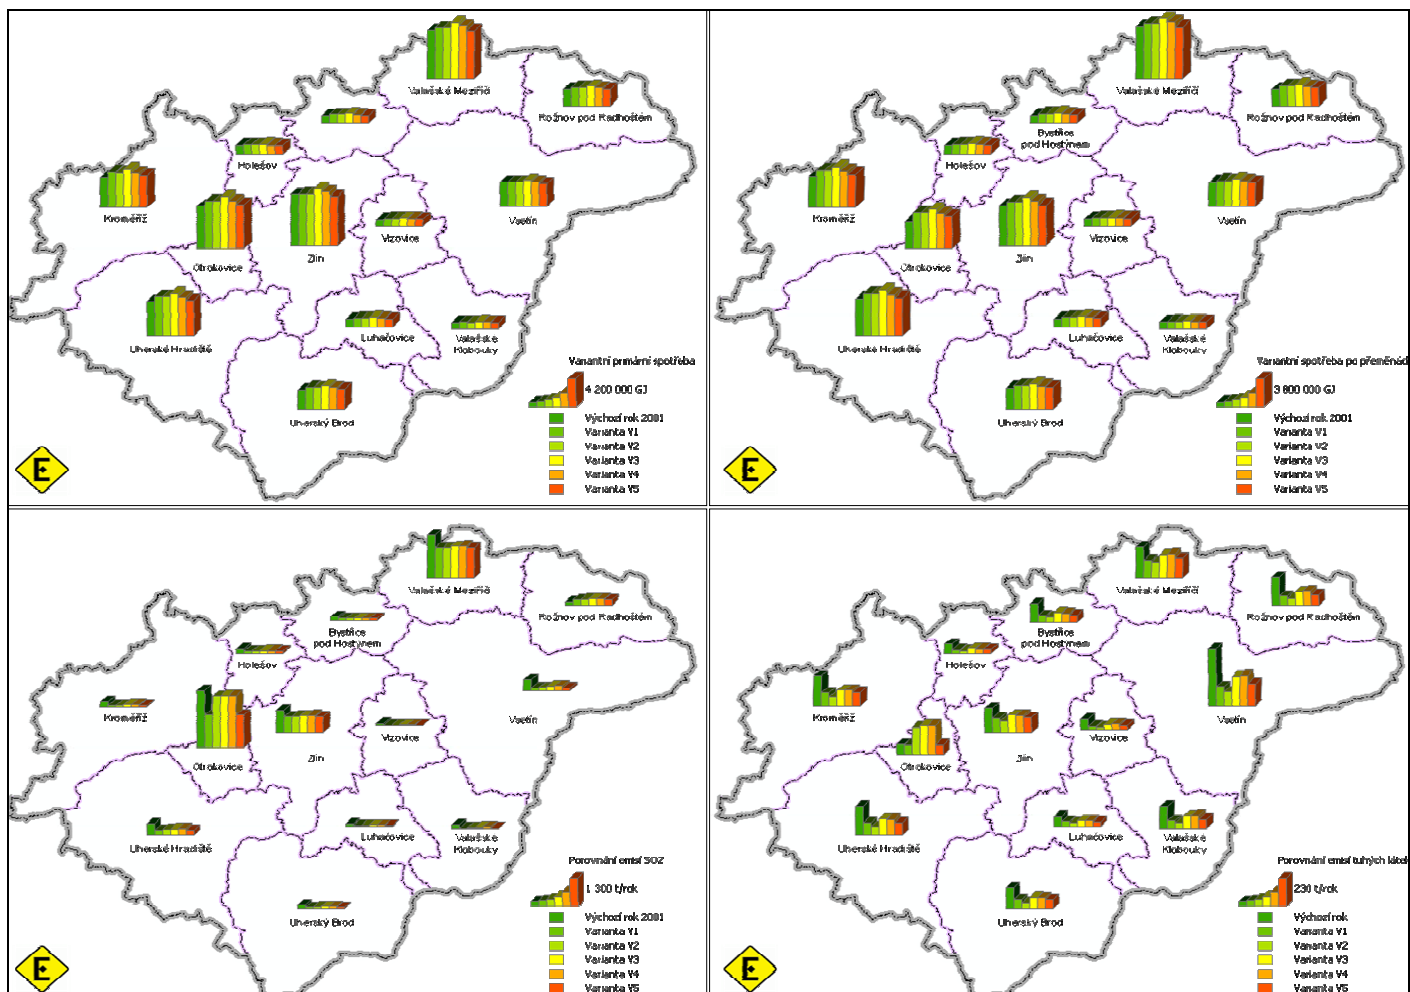 Valašské Meziříčí
Rožnov pod Radhoštěm
Holešov
Kroměříž
Vsetín
Vizovice
Otrokovice
Zlín
Uherské Hradiště
Luhačovice
Valašské
Klobouky
Uherský Brod
Variantní primární spotřeba
4 200 000 GJ
Výchozí rok 2001
Varianta V1
Varianta V2
Varianta V3
Varianta V4
Varianta V5
E
Valašské Meziříčí
Rožnov pod Radhoštěm
Bystřice
pod Hostýnem
Holešov
Kroměříž
Vsetín
Vizovice
Otrokovice
Zlín
Uherské Hradiště
Luhačovice
Valašské
Klobouky
Uherský Brod
Variantní spotřeba po přeměnác
3 800 000 GJ
Výchozí rok 2001
Varianta V1
Varianta V2
Varianta V3
Varianta V4
Varianta V5
E
Valašské Meziříčí
Rožnov pod Radhoštěm
Bystřice
pod Hostýnem
Holešov
Kroměříž
Vsetín
Vizovice
Otrokovice
Zlín
Uherské Hradiště
Luhačovice
Valašské
Klobouky
Uherský Brod
Porovnání emisí SO2
1 300 t/rok
Výchozí rok 2001
Varianta V1
Varianta V2
Varianta V3
Varianta V4
Varianta V5
E
Valašské Meziříčí
Rožnov pod Radhoštěm
Bystřice
pod Hostýnem
Holešov
Kroměříž
Vsetín
Vizovice
Otrokovice
Zlín
Uherské Hradiště
Luhačovice
Valašské
Klobouky
Uherský Brod
Porovnání emisí tuhých látek
230 t/rok
Výchozí rok
Varianta V1
Varianta V2
Varianta V3
Varianta V4
Varianta V5
E